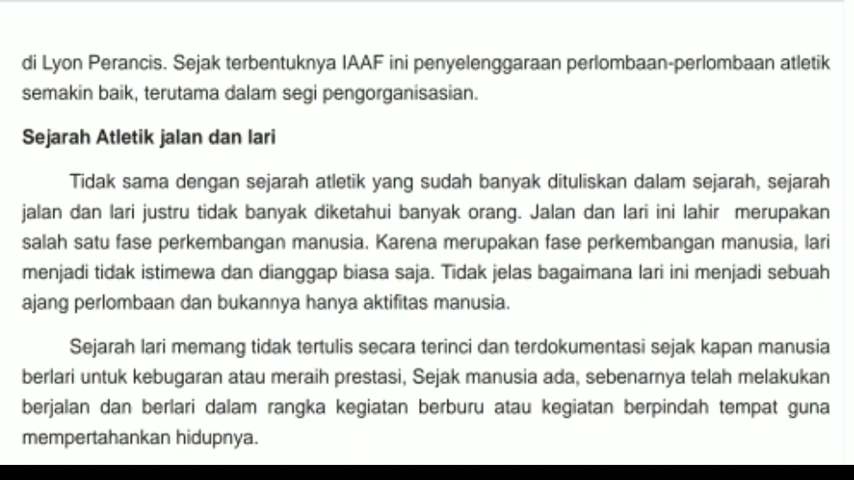 di Lyon Perancis. Sejak terbentuknya IAAF ini penyelenggaraan perlombaan-perlombaan atletik
semakin baik, terutama dalam segi pengorganisasian.
Sejarah Atletik jalan dan lari
Tidak sama dengan sejarah atletik yang sudah banyak dituliskan dalam sejarah, sejarah
jalan dan lari justru tidak banyak diketahui banyak orang. Jalan dan lari ini lahir merupakan
salah satu fase perkembangan manusia. Karena merupakan fase perkembangan manusia, lari
menjadi tidak istimewa dan dianggap biasa saja. Tidak jelas bagaimana lari ini menjadi sebuah
ajang perlombaan dan bukannya hanya aktifitas manusia.
Sejarah lari memang tidak tertulis secara terinci dan terdokumentasi sejak kapan manusia
berlari untuk kebugaran atau meraih prestasi, Sejak manusia ada, sebenarnya telah melakukan
berjalan dan berlari dalam rangka kegiatan berburu atau kegiatan berpindah tempat guna
mempertahankan hidupnya.